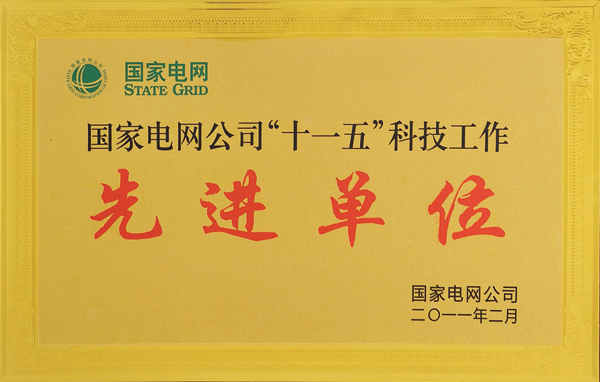 国家电网
STATE GRID
国家电网公司“十一五”科技工作
先进单位
国家电网公司
二〇一一年二月